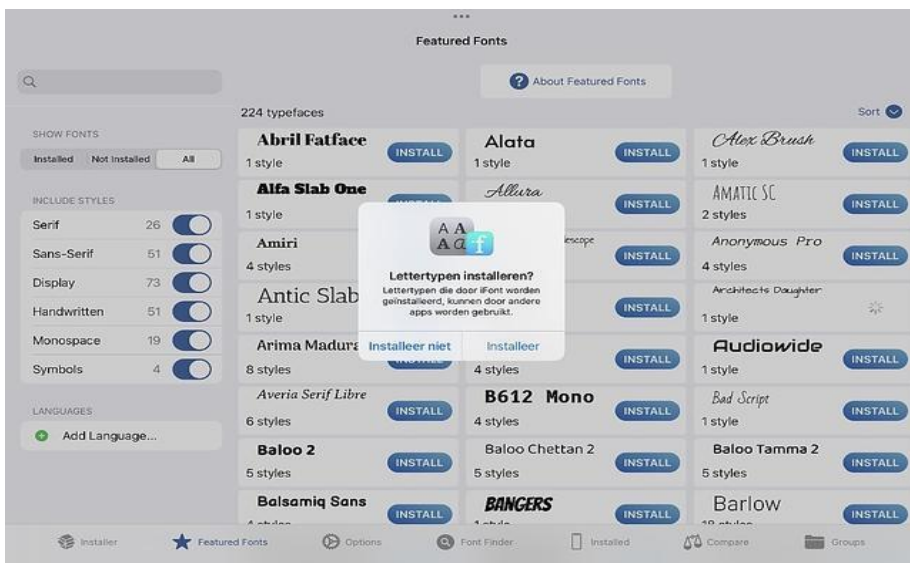 Featured Fonts
About Featured Fonts
224 typefaces
Sort
SHOW FONTS
Installed Not Installed All
INCLUDE STYLES
Serif 26
Sans-Serif 51
Display 73
Handwritten 51
Monospace 19
Symbols 4
LANGUAGES
Add Language...
Abril Fatface
1 style
INSTALL
Alata
1 style
INSTALL
Alex Brush
1 style
INSTALL
Alfa Slab One
1 style
Allura
INSTALL
AMATIC SC
2 styles
INSTALL
Amiri
4 styles
INSTALL
Anonymous Pro
4 styles
INSTALL
Antic Slab
1 style
INSTALL
Architects Daughter
1 style
Arima Madura
8 styles
4 styles
INSTALL
Audiowide
1 style
INSTALL
Averia Serif Libre
6 styles
INSTALL
B612 Mono
4 styles
INSTALL
Bad Script
1 style
INSTALL
Baloo 2
5 styles
INSTALL
Baloo Chettan 2
5 styles
INSTALL
Baloo Tamma 2
5 styles
INSTALL
Balsamiq Sans
INSTALL
BANGERS
INSTALL
Barlow
INSTALL
Lettertypen installeren?
Lettertypen die door iFont worden
geïnstalleerd, kunnen door andere
apps worden gebruikt.
Installeer niet Installeer
Installer Featured Fonts Options Font Finder Installed Compare Groups